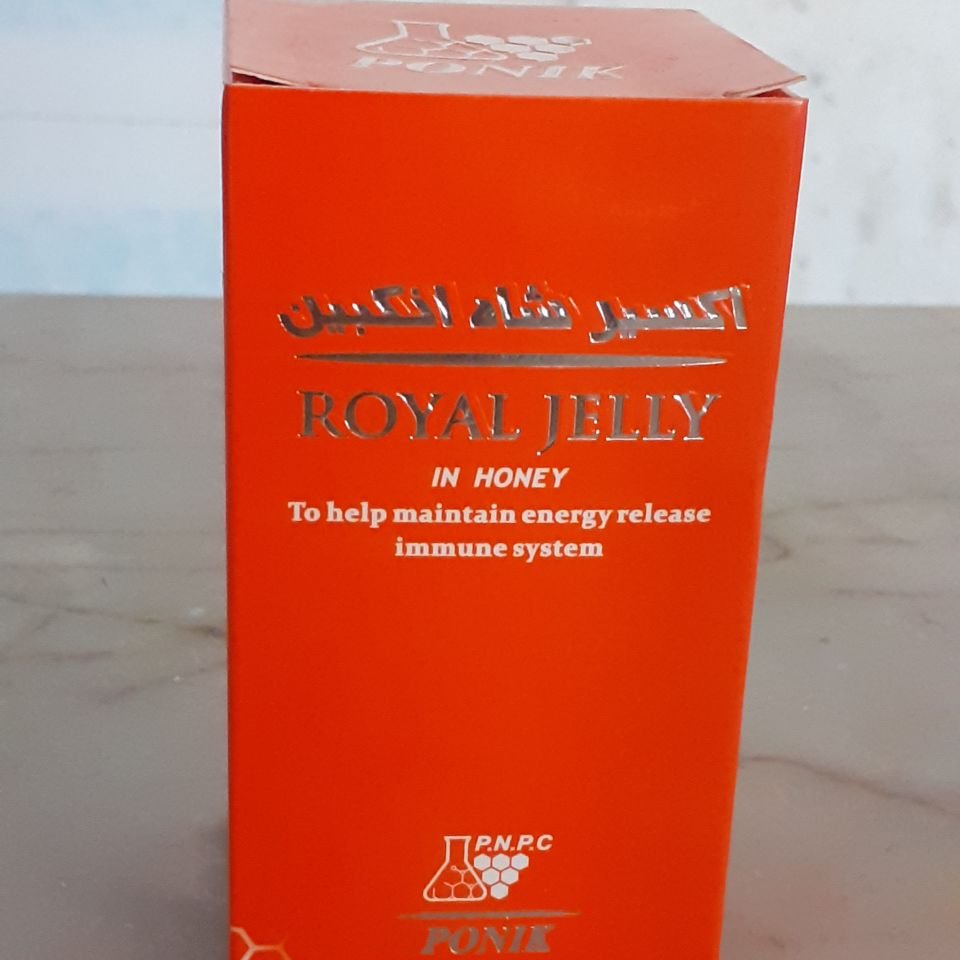 PONIK
اکسیر شاه انگبین
ROYAL JELLY
IN HONEY
To help maintain energy release
immune system
P.N.P.C
PONIK